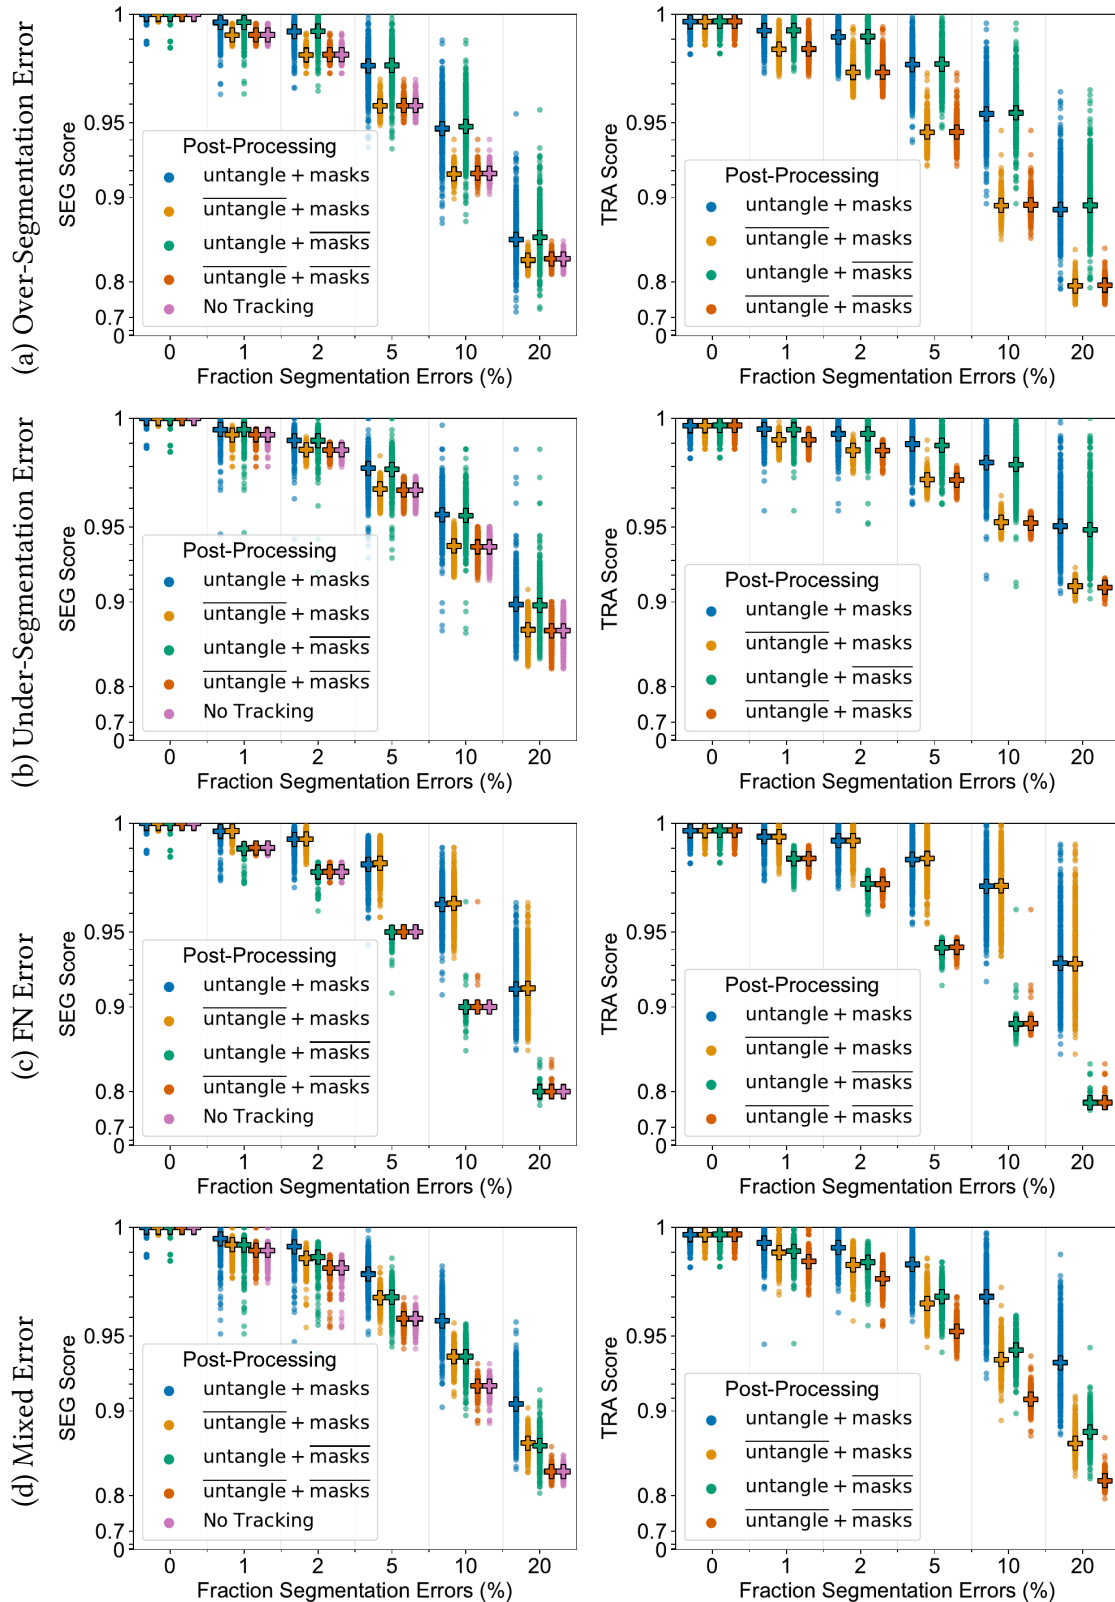 (a) Over-Segmentation Error
SEG Score
1
0.95
0.9
0.8
0.7
0
Post-Processing
untangle + masks
untangle + masks
untangle + masks
untangle + masks
No Tracking
0 1 2 5 10 20
Fraction Segmentation Errors (%)
TRA Score
1
0.95
0.9
0.8
0.7
0
Post-Processing
untangle + masks
untangle + masks
untangle + masks
untangle + masks
0 1 2 5 10 20
Fraction Segmentation Errors (%)
(b) Under-Segmentation Error
SEG Score
1
0.95
0.9
0.8
0.7
0
Post-Processing
untangle + masks
untangle + masks
untangle + masks
untangle + masks
No Tracking
0 1 2 5 10 20
Fraction Segmentation Errors (%)
TRA Score
1
0.95
0.9
0.8
0.7
0
Post-Processing
untangle + masks
untangle + masks
untangle + masks
untangle + masks
0 1 2 5 10 20
Fraction Segmentation Errors (%)
(c) FN Error
SEG Score
1
0.95
0.9
0.8
0.7
0
Post-Processing
untangle + masks
untangle + masks
untangle + masks
untangle + masks
No Tracking
0 1 2 5 10 20
Fraction Segmentation Errors (%)
TRA Score
1
0.95
0.9
0.8
0.7
0
Post-Processing
untangle + masks
untangle + masks
untangle + masks
untangle + masks
0 1 2 5 10 20
Fraction Segmentation Errors (%)
(d) Mixed Error
SEG Score
1
0.95
0.9
0.8
0.7
0
Post-Processing
untangle + masks
untangle + masks
untangle + masks
untangle + masks
No Tracking
0 1 2 5 10 20
Fraction Segmentation Errors (%)
TRA Score
1
0.95
0.9
0.8
0.7
0
Post-Processing
untangle + masks
untangle + masks
untangle + masks
untangle + masks
0 1 2 5 10 20
Fraction Segmentation Errors (%)